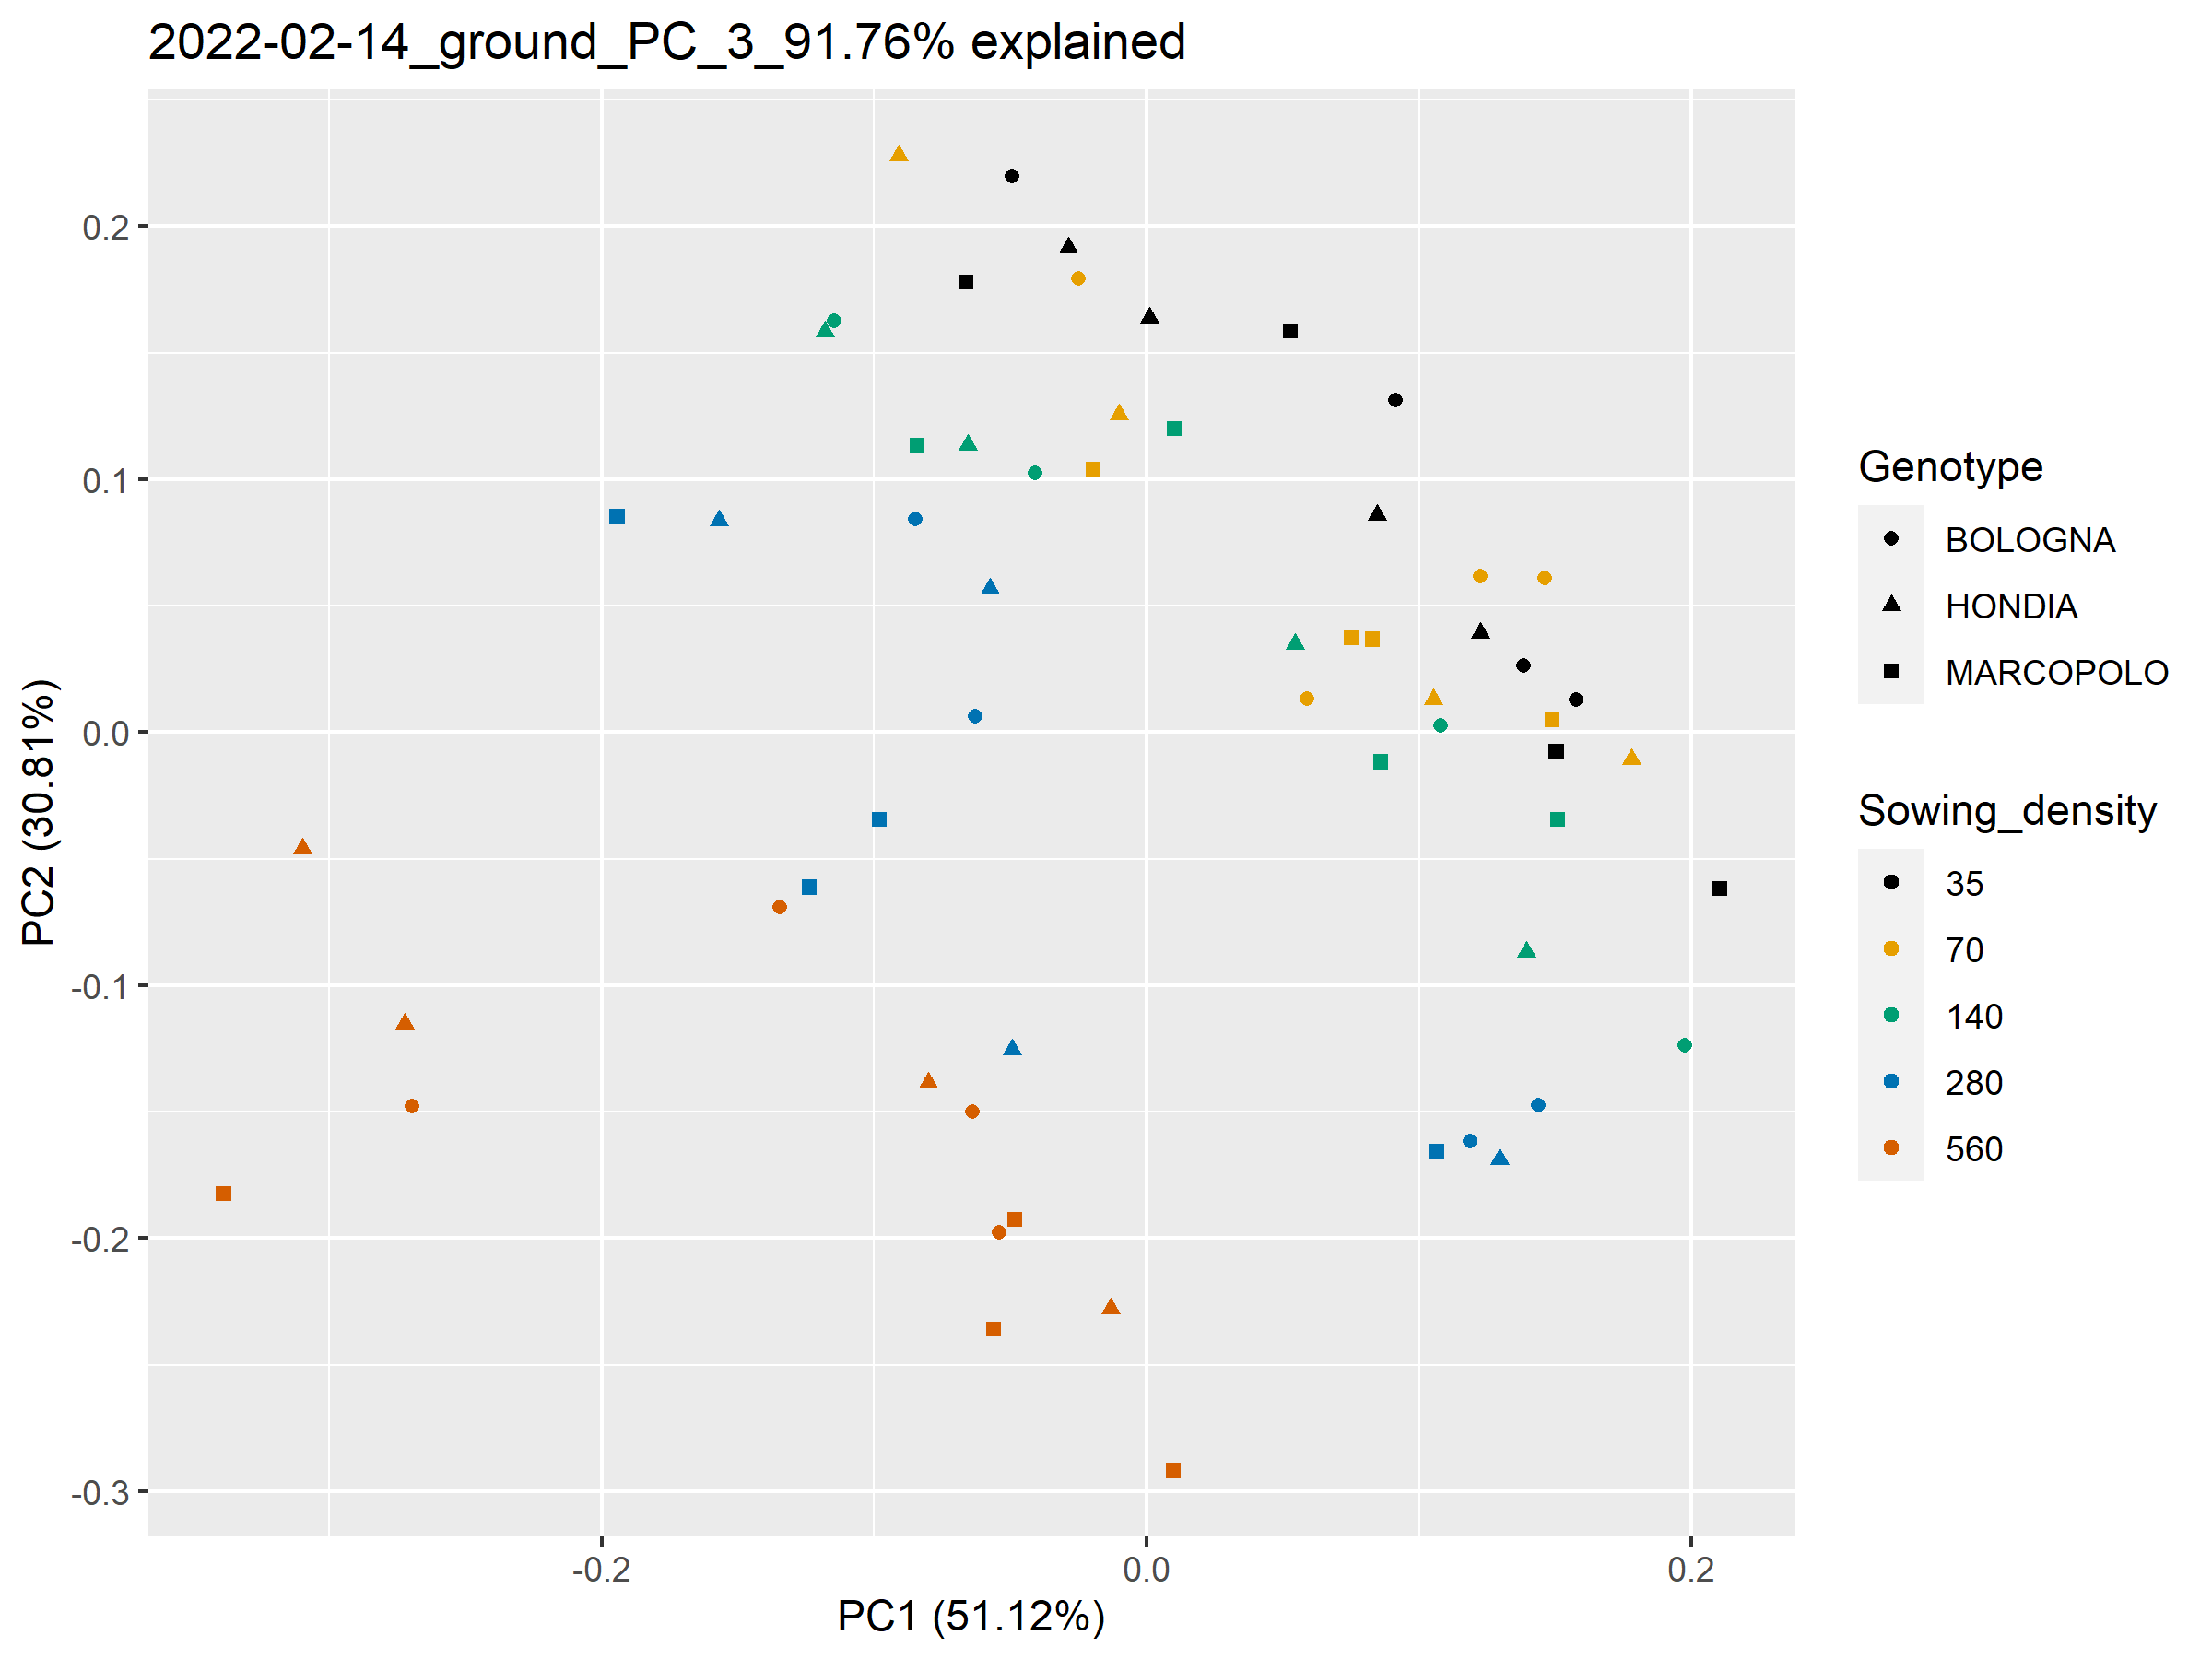 2022-02-14_ground_PC_3_91.76% explained
PC2 (30.81%)
0.2
0.1
0.0
-0.1
-0.2
-0.3
-0.2
0.0
0.2
PC1 (51.12%)
Genotype
BOLOGNA
HONDIA
MARCOPOLO
Sowing_density
35
70
140
280
560